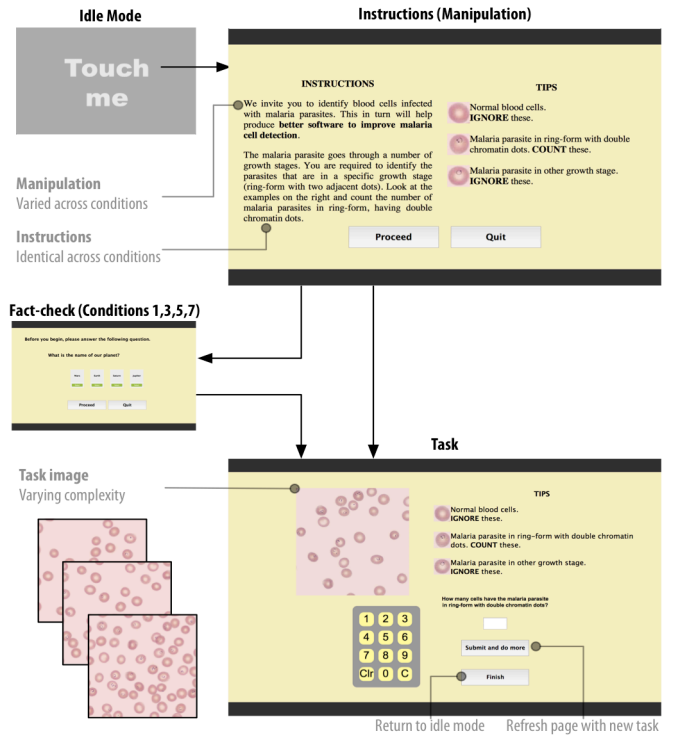 Idle Mode
Instructions (Manipulation)
Touch
me
INSTRUCTIONS
We invite you to identify blood cells infected
with malaria parasites. This in turn will help
produce better software to improve malaria
cell detection.
The malaria parasite goes through a number of
growth stages. You are required to identify the
parasites that are in a specific growth stage
(ring-form with two adjacent dots). Look at the
examples on the right and count the number of
malaria parasites in ring-form, having double
chromatin dots.
TIPS
Normal blood cells.
IGNORE these.
Malaria parasite in ring-form with double
chromatin dots. COUNT these.
Malaria parasite in other growth stage.
IGNORE these.
Proceed
Quit
Manipulation
Varied across conditions
Instructions
Identical across conditions
Fact-check (Conditions 1,3,5,7)
Before you begin, please answer the following question.
What is the name of our planet?
Earth
Proceed
Quit
Task
Task image
Varying complexity
TIPS
Normal blood cells.
IGNORE these.
Malaria parasite in ring-form with double chromatin
dots. COUNT these.
Malaria parasite in other growth stage.
IGNORE these.
How many cells have the malaria parasite
in ring-form with double chromatin dots?
1 2 3
4 5 6
7 8 9
Clr 0 C
Submit and do more
Finish
Return to idle mode
Refresh page with new task